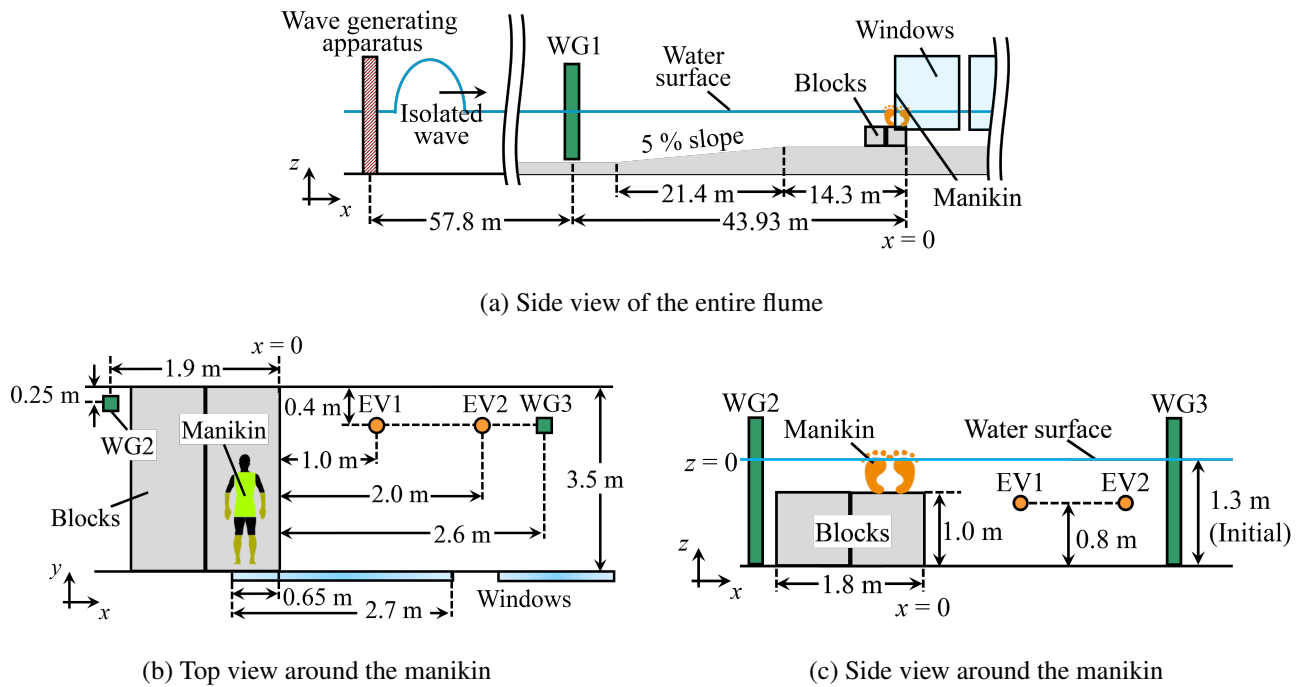 Wave generating
apparatus
WG1
Water
surface
Windows
Blocks
Isolated
wave
5 % slope
z
x
21.4 m
14.3 m
Manikin
57.8 m
43.93 m
x = 0
(a) Side view of the entire flume
x = 0
1.9 m
0.25 m
WG2
Manikin
0.4 m
EV1
EV2
WG3
1.0 m
2.0 m
3.5 m
Blocks
2.6 m
y
x
0.65 m
2.7 m
Windows
(b) Top view around the manikin
WG2
WG3
Manikin
Water surface
z = 0
EV1
EV2
1.3 m
(Initial)
Blocks
1.0 m
0.8 m
z
x
1.8 m
x = 0
(c) Side view around the manikin